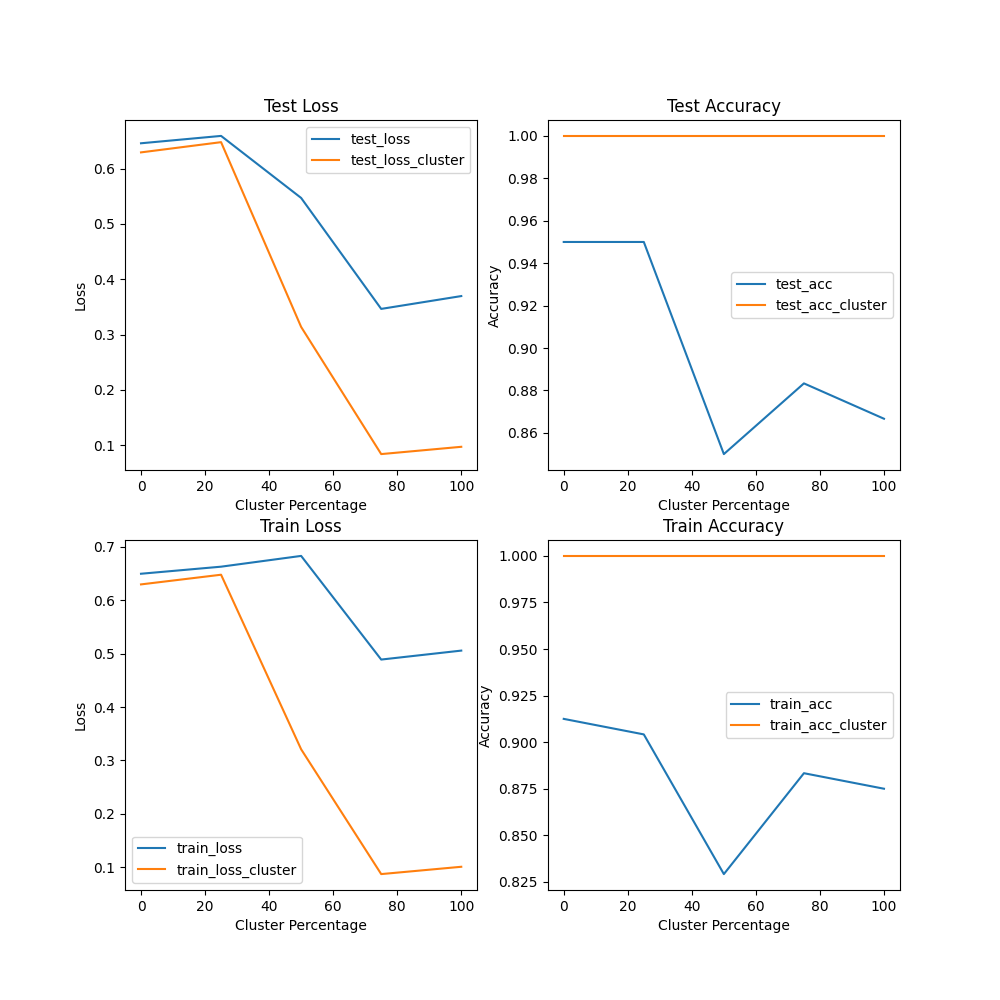 Test Loss
test_loss
test_loss_cluster
0.6
0.5
0.4
0.3
0.2
0.1
Loss
0 20 40 60 80 100
Cluster Percentage
Test Accuracy
1.00
0.98
0.96
0.94
0.92
0.90
0.88
0.86
Accuracy
test_acc
test_acc_cluster
0 20 40 60 80 100
Cluster Percentage
Train Loss
0.7
0.6
0.5
0.4
0.3
0.2
0.1
Loss
train_loss
train_loss_cluster
0 20 40 60 80 100
Cluster Percentage
Train Accuracy
1.000
0.975
0.950
0.925
0.900
0.875
0.850
0.825
Accuracy
train_acc
train_acc_cluster
0 20 40 60 80 100
Cluster Percentage